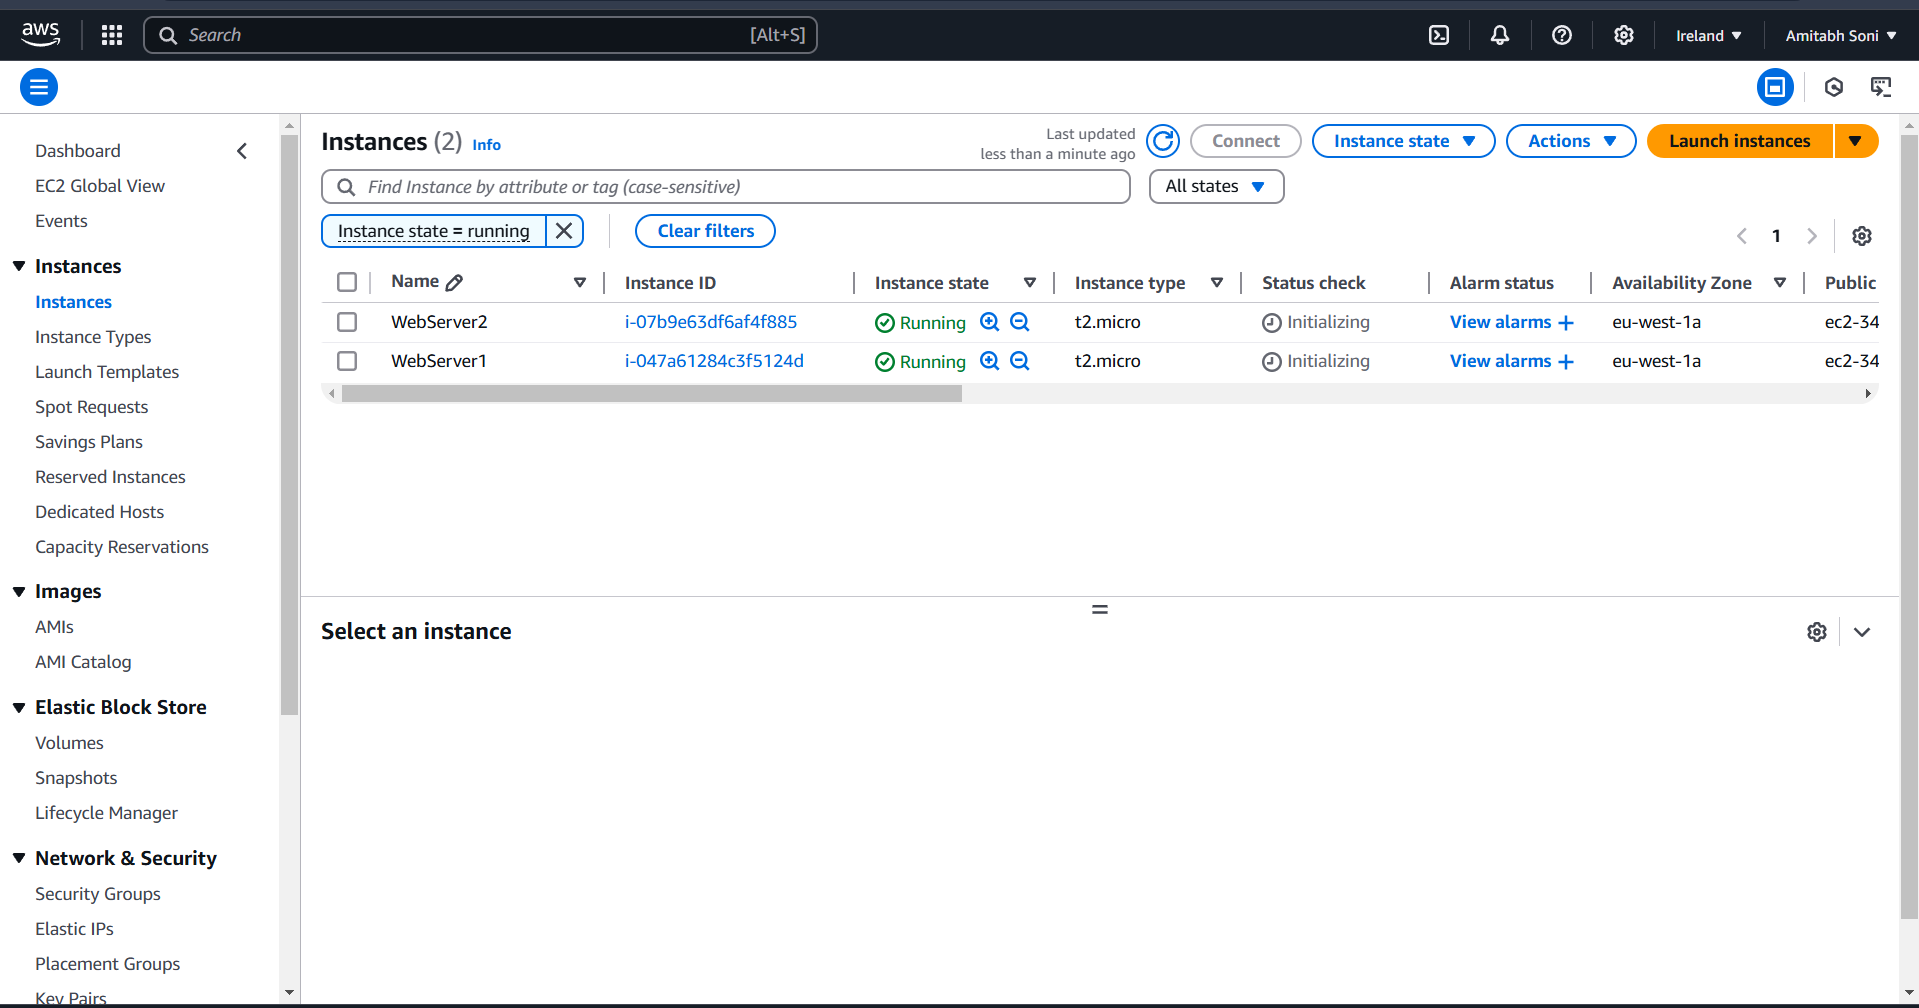 aws
Search [Alt+S]
Ireland
Amitabh Soni
Dashboard
EC2 Global View
Events
Instances
Instances
Instance Types
Launch Templates
Spot Requests
Savings Plans
Reserved Instances
Dedicated Hosts
Capacity Reservations
Images
AMIs
AMI Catalog
Elastic Block Store
Volumes
Snapshots
Lifecycle Manager
Network & Security
Security Groups
Elastic IPs
Placement Groups
Key Pairs
Instances (2) Info
Last updated
less than a minute ago
Connect
Instance state
Actions
Launch instances
Find Instance by attribute or tag (case-sensitive)
All states
Instance state = running
Clear filters
1
Name Instance ID Instance state Instance type Status check Alarm status Availability Zone Public
WebServer2 i-07b9e63df6af4f885 Running t2.micro Initializing View alarms + eu-west-1a ec2-34
WebServer1 i-047a61284c3f5124d Running t2.micro Initializing View alarms + eu-west-1a ec2-34
Select an instance